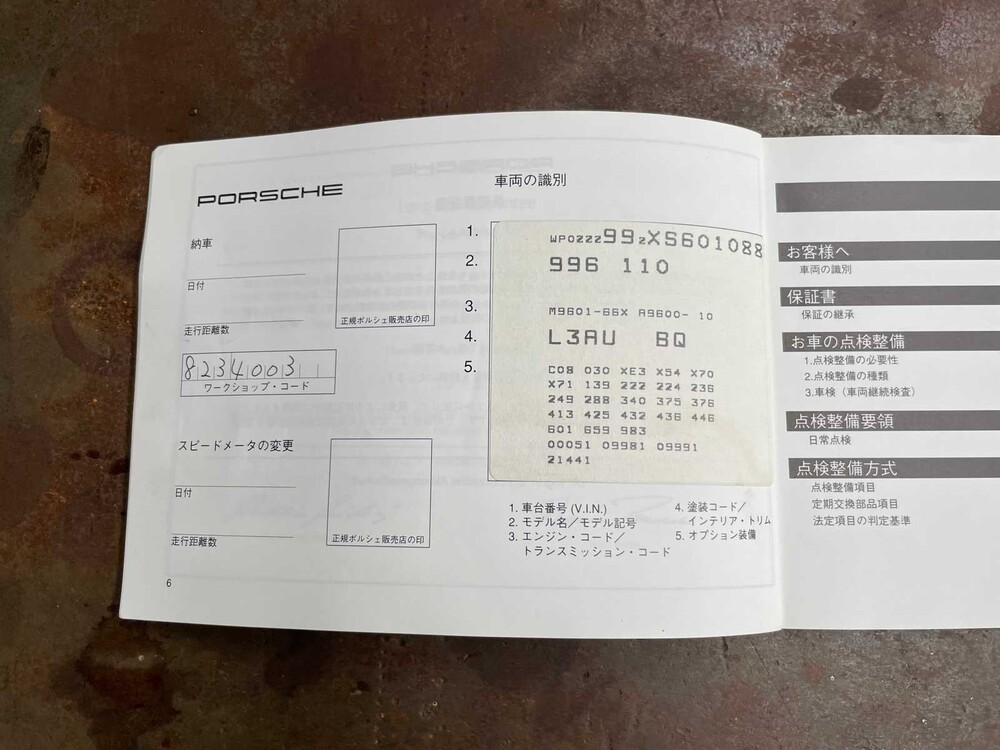 PORSCHE
納車
日付
走行距離数
正規ポルシェ販売店の印
8234003
ワークショップ・コード
スピードメータの変更
日付
走行距離数
正規ポルシェ販売店の印
6
車両の識別
1.
2.
3.
4.
5.
WP0ZZZ99ZXS601088
996 110
M9601-66X A9600- 10
L3AU BQ
C08 030 XE3 X54 X70
X71 139 222 224 236
249 288 340 375 376
413 425 432 436 446
601 659 983
00051 09981 09991
21441
1. 車台番号 (V.I.N.)
2. モデル名／モデル記号
3. エンジン・コード／
トランスミッション・コード
4. 塗装コード／
インテリア・トリム
5. オプション装備
お客様へ
車両の識別
保証書
保証の継承
お車の点検整備
1.点検整備の必要性
2.点検整備の種類
3.車検（車両継続検査）
点検整備要領
日常点検
点検整備方式
点検整備項目
定期交換部品項目
法定項目の判定基準